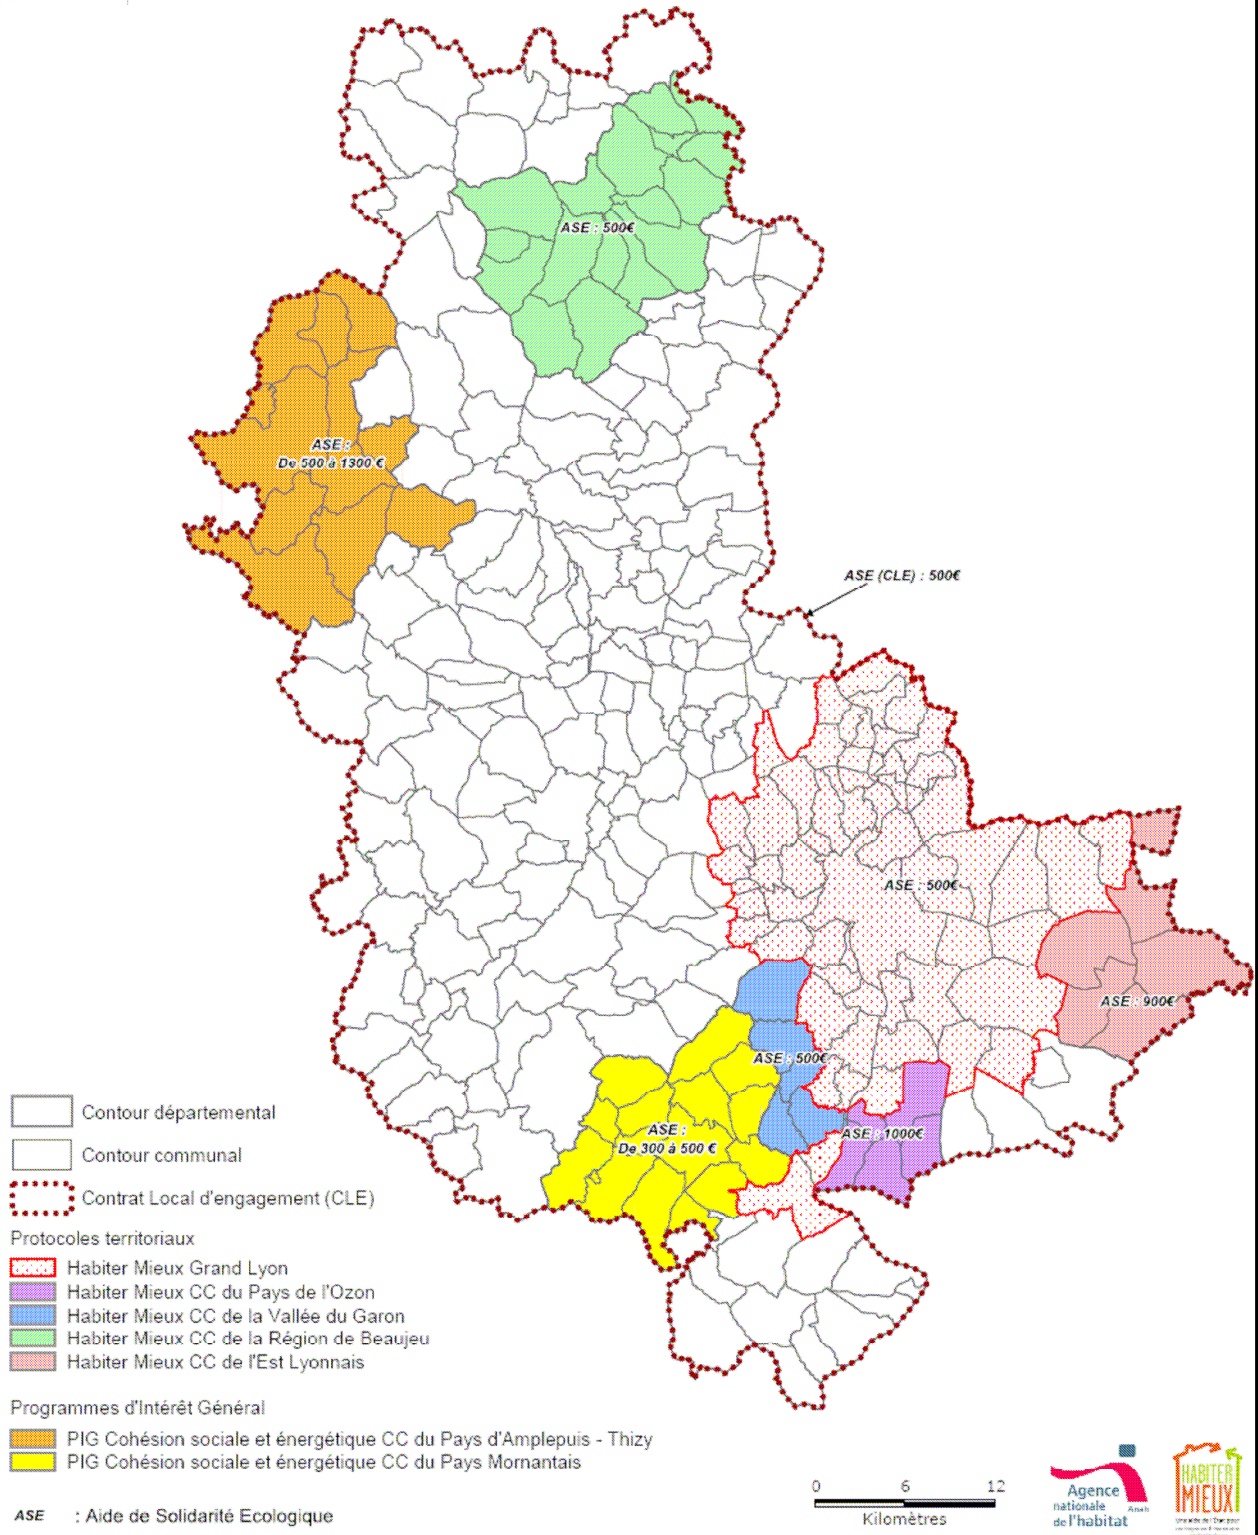 ASE : 500€
ASE :
De 500 à 1300 €
ASE (CLE) : 500€
ASE : 500€
ASE : 900€
ASE : 500€
ASE : 1000€
ASE :
De 300 à 500 €
Contour départemental
Contour communal
Contrat Local d'engagement (CLE)
Protocoles territoriaux
Habiter Mieux Grand Lyon
Habiter Mieux CC du Pays de l'Ozon
Habiter Mieux CC de la Vallée du Garon
Habiter Mieux CC de la Région de Beaujeu
Habiter Mieux CC de l'Est Lyonnais
Programmes d'Intérêt Général
PIG Cohésion sociale et énergétique CC du Pays d'Amplepuis - Thizy
PIG Cohésion sociale et énergétique CC du Pays Mornantais
ASE : Aide de Solidarité Ecologique
0 6 12
Kilomètres
Agence
nationale
de l'habitat
Anah
HABITER
MIEUX